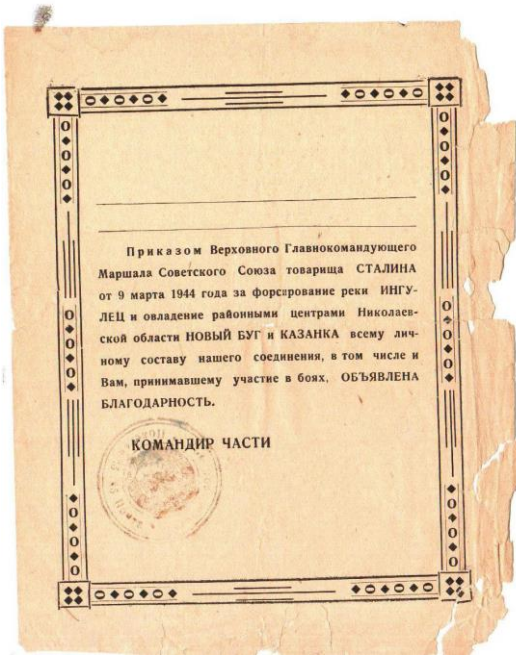 Приказом Верховного Главнокомандующего
Маршала Советского Союза товарища СТАЛИНА
от 9 марта 1944 года за форсирование реки ИНГУ-
ЛЕЦ и овладение районными центрами Николаев-
ской области НОВЫЙ БУГ и КАЗАНКА всему лич-
ному составу нашего соединения, в том числе и
Вам, принимавшему участие в боях, ОБЪЯВЛЕНА
БЛАГОДАРНОСТЬ.
КОМАНДИР ЧАСТИ